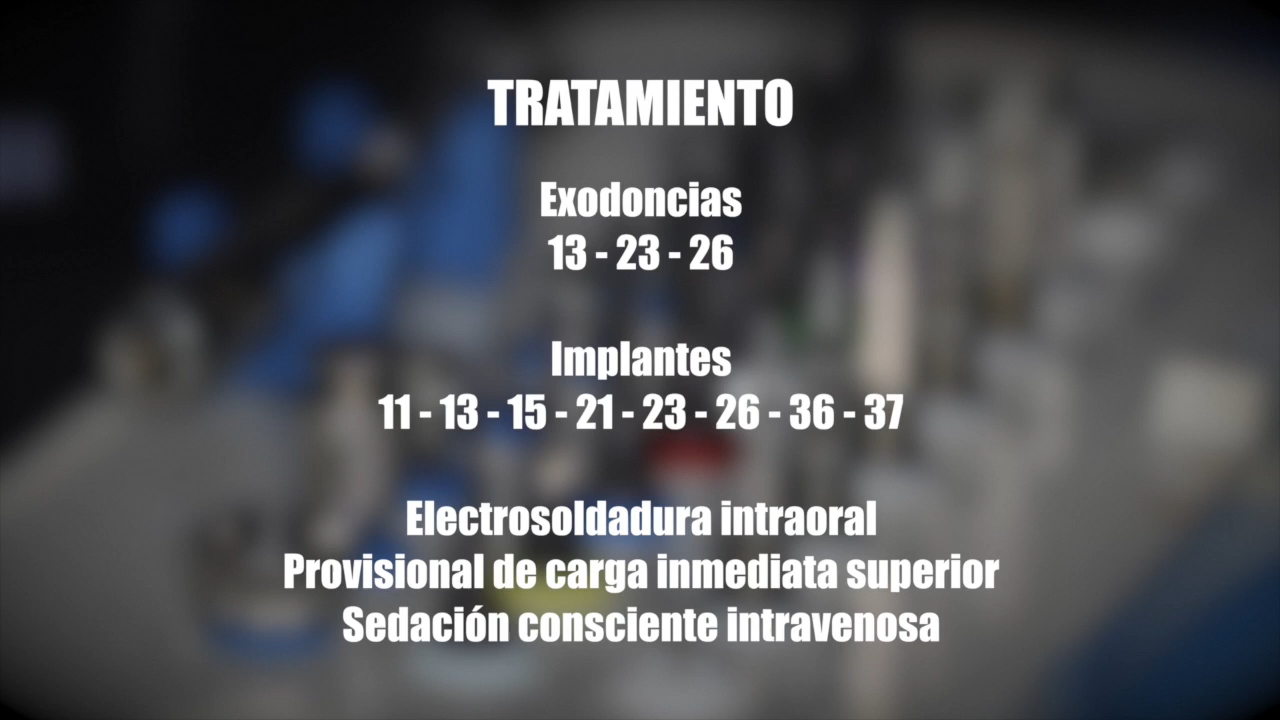 TRATAMIENTO
Exodoncias
13 - 23 - 26
Implantes
11 - 13 - 15 - 21 - 23 - 26 - 36 - 37
Electrosoldadura intraoral
Provisional de carga inmediata superior
Sedación consciente intravenosa